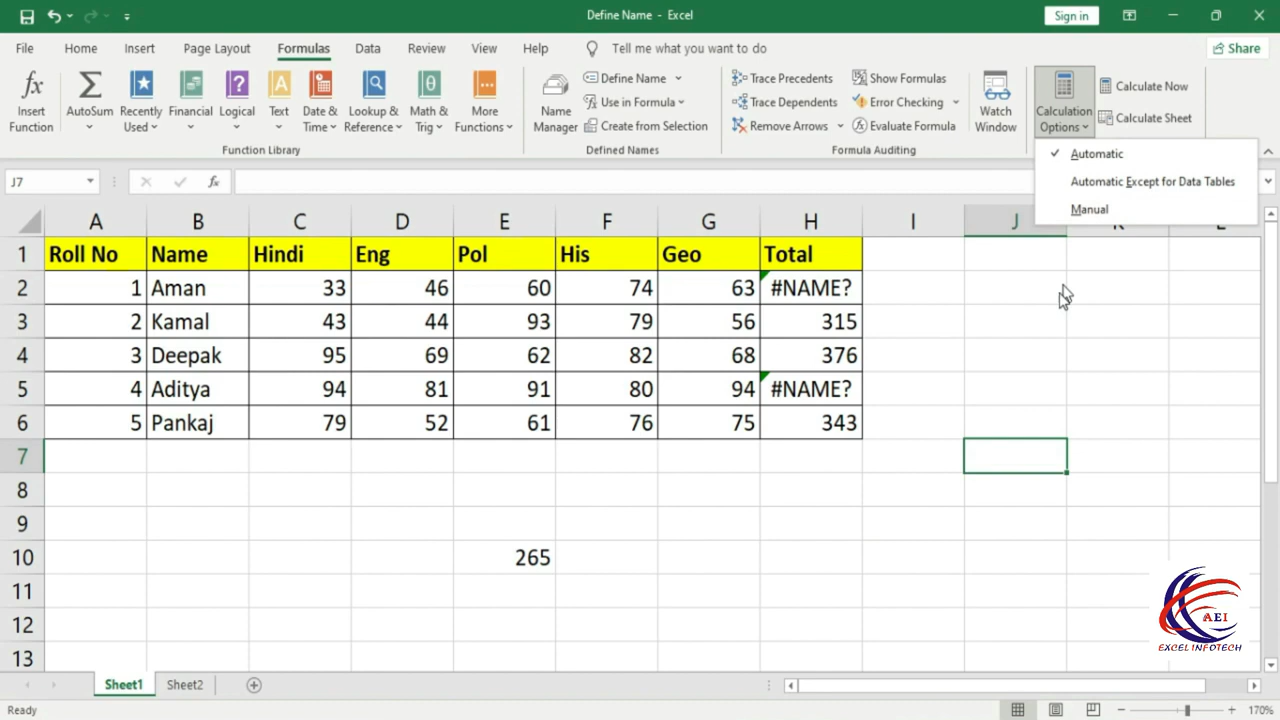 Define Name - Excel
Sign in
File Home Insert Page Layout Formulas Data Review View Help Tell me what you want to do Share
Insert Function
AutoSum
Recently Used
Financial
Logical
Text
Date & Time
Lookup & Reference
Math & Trig
More Functions
Function Library
Name Manager
Define Name
Use in Formula
Create from Selection
Defined Names
Trace Precedents
Trace Dependents
Remove Arrows
Show Formulas
Error Checking
Evaluate Formula
Formula Auditing
Watch Window
Calculation Options
Calculate Now
Calculate Sheet
Automatic
Automatic Except for Data Tables
Manual
J7 fx
A B C D E F G H I J
1 Roll No Name Hindi Eng Pol His Geo Total
2 1 Aman 33 46 60 74 63 #NAME?
3 2 Kamal 43 44 93 79 56 315
4 3 Deepak 95 69 62 82 68 376
5 4 Aditya 94 81 91 80 94 #NAME?
6 5 Pankaj 79 52 61 76 75 343
7
8
9
10 265
11
12
13
AEI
EXCEL INFOTECH
Sheet1 Sheet2
Ready 170%